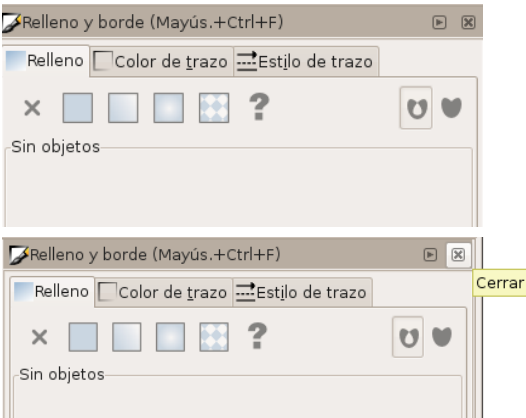 Relleno y borde (Mayús.+Ctrl+F)
Relleno Color de trazo Estilo de trazo
?
Sin objetos
Relleno y borde (Mayús.+Ctrl+F)
Cerrar
Relleno Color de trazo Estilo de trazo
?
Sin objetos